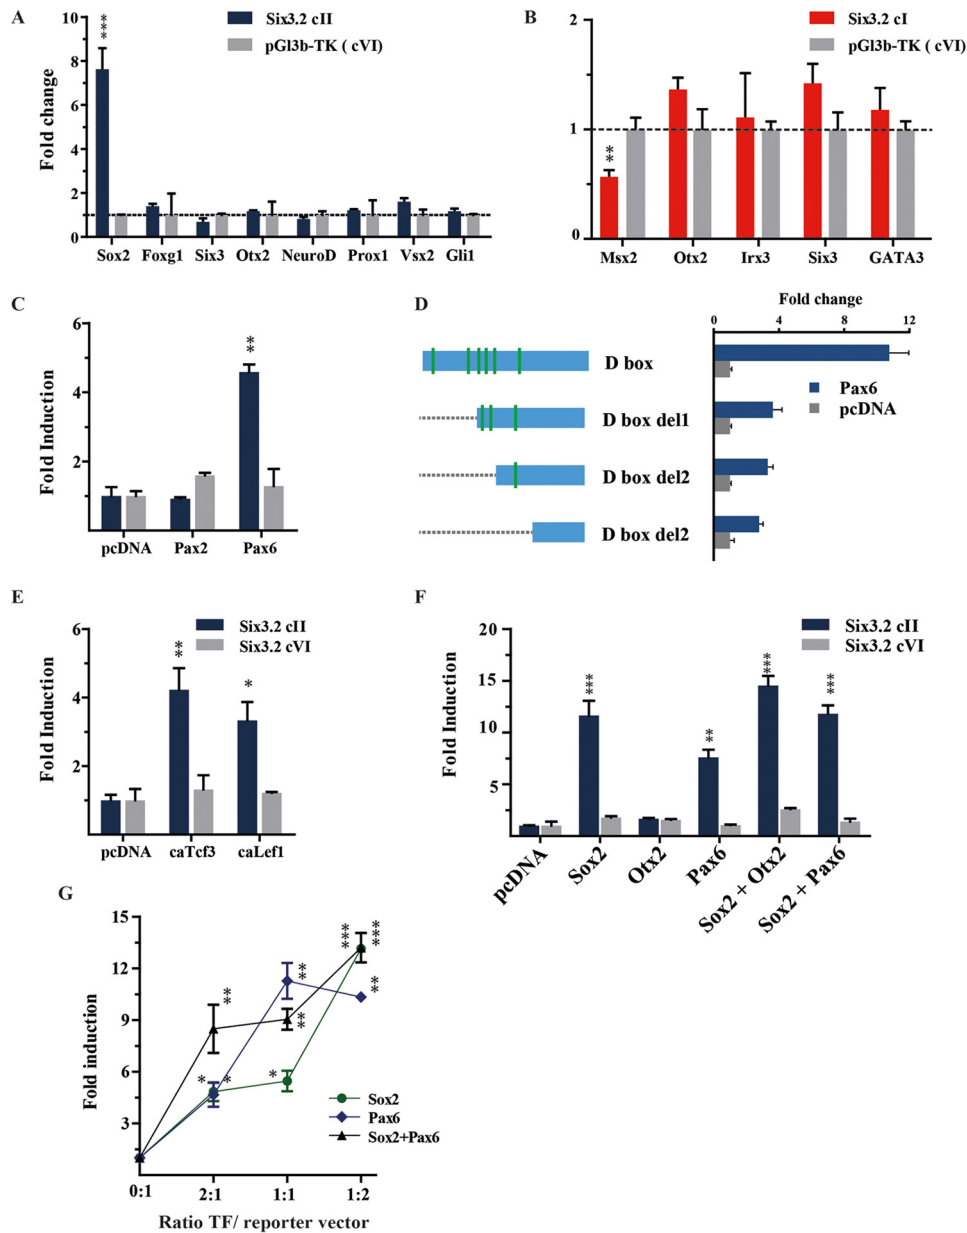 A
Six3.2 cII
pGl3b-TK ( cVI)
Fold change
***
10
8
6
4
2
0
Sox2 Foxg1 Six3 Otx2 NeuroD Prox1 Vsx2 Gli1
B
Six3.2 cI
pGl3b-TK (cVI)
Fold change
**
2
1
0
Msx2 Otx2 Irx3 Six3 GATA3
C
Fold Induction
**
6
4
2
pcDNA Pax2 Pax6
D
Fold change
0 4 8 12
D box
D box del1
D box del2
D box del2
Pax6
pcDNA
E
Six3.2 cII
Six3.2 cVI
Fold Induction
** *
6
4
2
pcDNA caTcf3 caLef1
F
Six3.2 cII
Six3.2 cVI
Fold Induction
*** ** *** ***
20
15
10
5
pcDNA Sox2 Otx2 Pax6 Sox2 + Otx2 Sox2 + Pax6
G
Fold induction
15
12
9
6
3
** * * ** ** * *** *** **
Sox2
Pax6
Sox2+Pax6
0:1 2:1 1:1 1:2
Ratio TF/ reporter vector